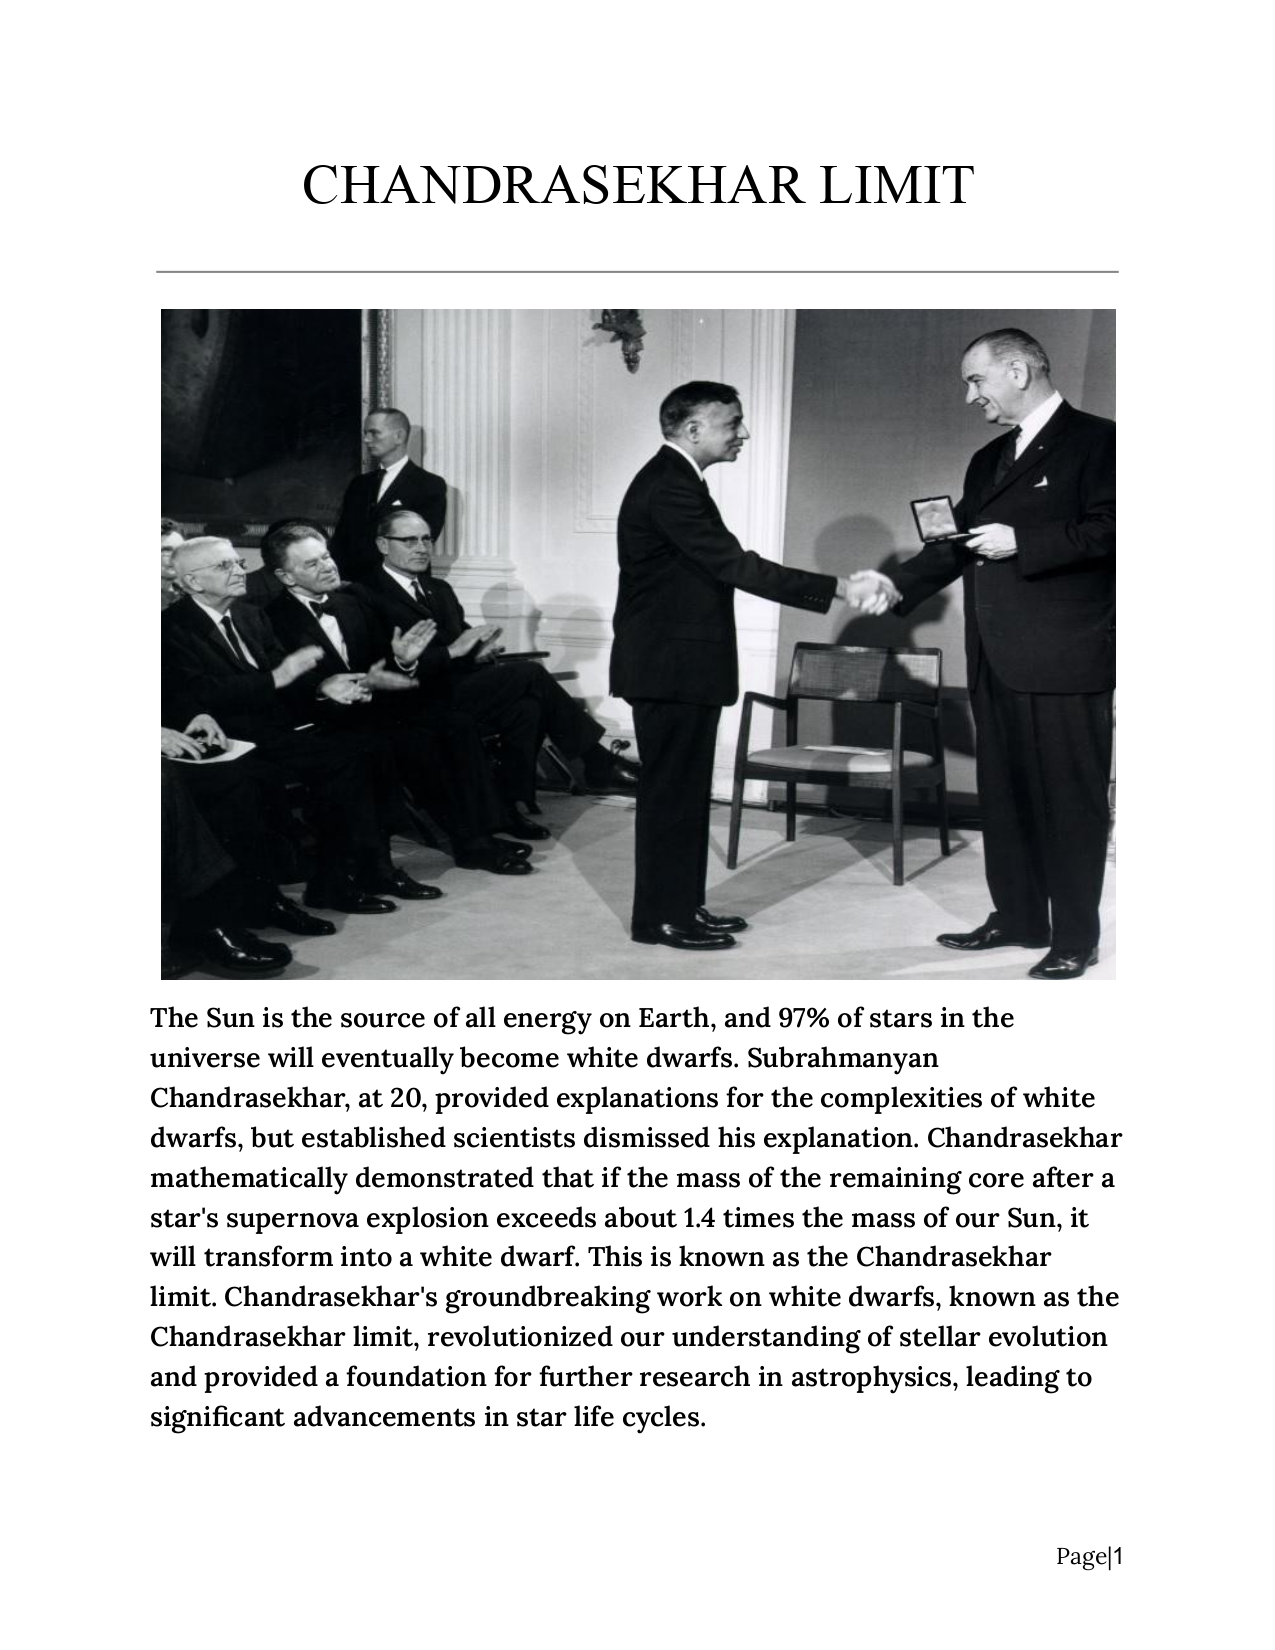 CHANDRASEKHAR LIMIT
The Sun is the source of all energy on Earth, and 97% of stars in the
universe will eventually become white dwarfs. Subrahmanyan
Chandrasekhar, at 20, provided explanations for the complexities of white
dwarfs, but established scientists dismissed his explanation. Chandrasekhar
mathematically demonstrated that if the mass of the remaining core after a
star's supernova explosion exceeds about 1.4 times the mass of our Sun, it
will transform into a white dwarf. This is known as the Chandrasekhar
limit. Chandrasekhar's groundbreaking work on white dwarfs, known as the
Chandrasekhar limit, revolutionized our understanding of stellar evolution
and provided a foundation for further research in astrophysics, leading to
significant advancements in star life cycles.
Page|1